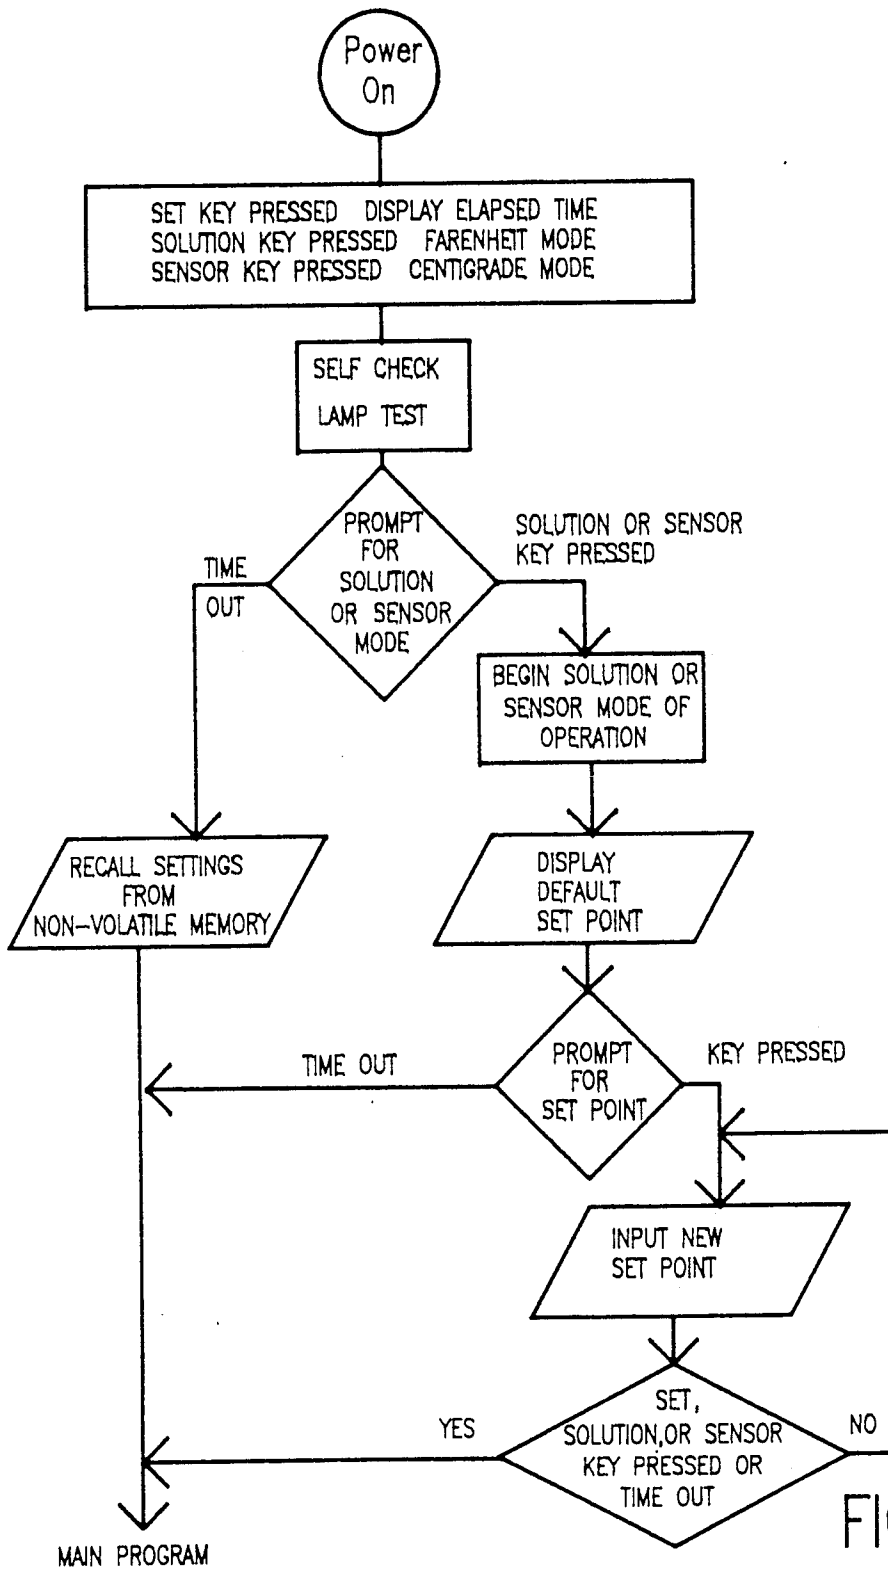 Power
On
SET KEY PRESSED DISPLAY ELAPSED TIME
SOLUTION KEY PRESSED FARENHEIT MODE
SENSOR KEY PRESSED CENTIGRADE MODE
SELF CHECK
LAMP TEST
PROMPT
FOR
SOLUTION
OR SENSOR
MODE
SOLUTION OR SENSOR
KEY PRESSED
TIME
OUT
BEGIN SOLUTION OR
SENSOR MODE OF
OPERATION
RECALL SETTINGS
FROM
NON-VOLATILE MEMORY
DISPLAY
DEFAULT
SET POINT
TIME OUT
PROMPT
FOR
SET POINT
KEY PRESSED
INPUT NEW
SET POINT
YES
SET,
SOLUTION,OR SENSOR
KEY PRESSED OR
TIME OUT
NO
MAIN PROGRAM